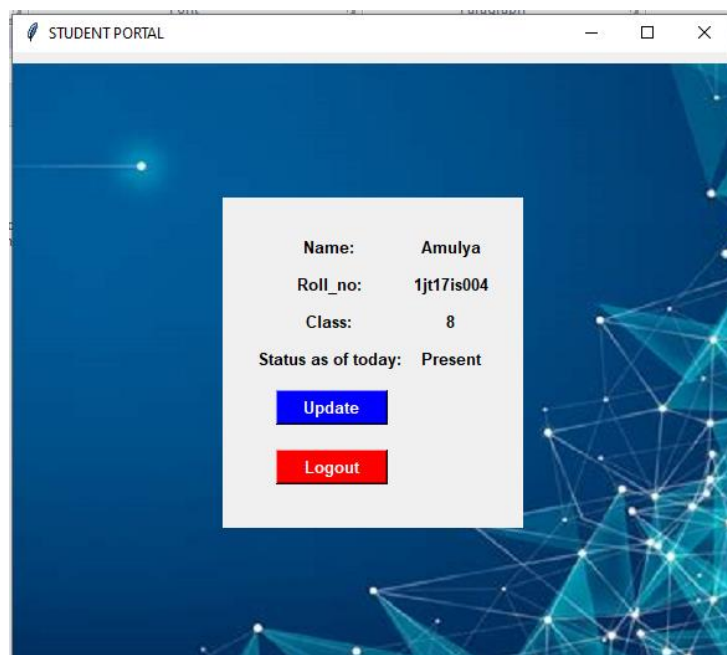 STUDENT PORTAL
Name: Amulya
Roll_no: 1jt17is004
Class: 8
Status as of today: Present
Update
Logout